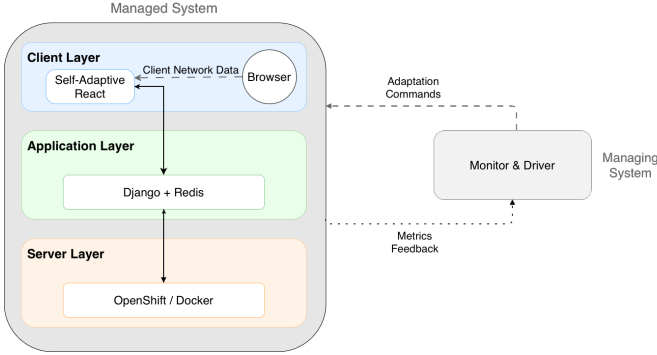 Managed System
Client Layer
Client Network Data
Browser
Self-Adaptive
React
Application Layer
Django + Redis
Server Layer
OpenShift / Docker
Adaptation
Commands
Monitor & Driver
Managing
System
Metrics
Feedback